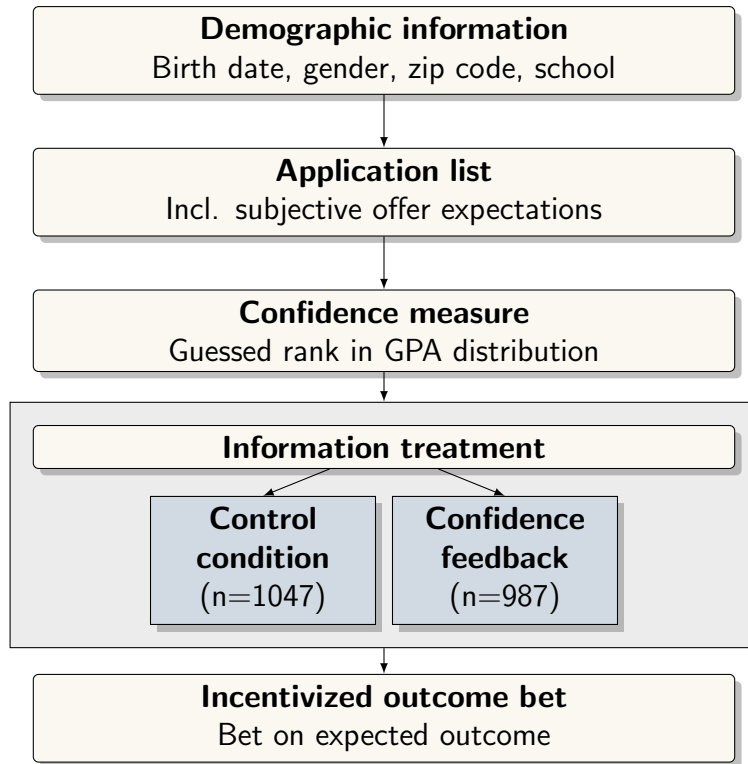 Demographic information
Birth date, gender, zip code, school
Application list
Incl. subjective offer expectations
Confidence measure
Guessed rank in GPA distribution
Information treatment
Control
condition
(n=1047)
Confidence
feedback
(n=987)
Incentivized outcome bet
Bet on expected outcome